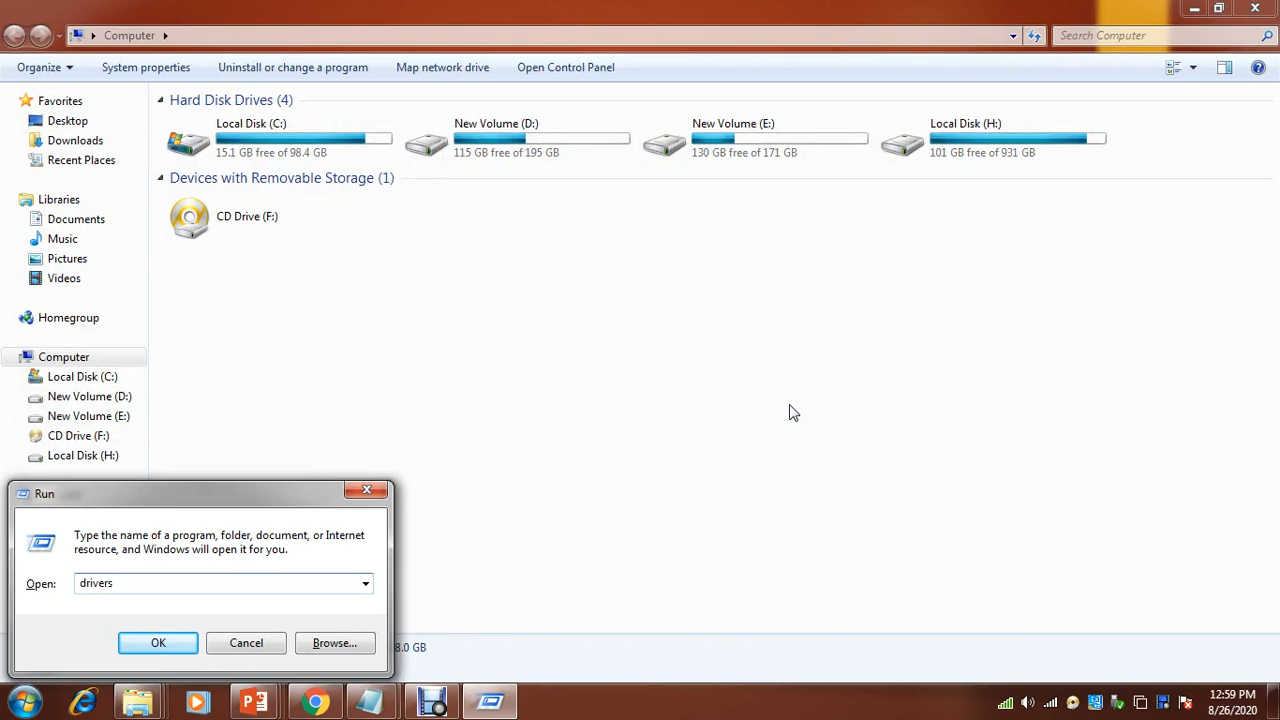 Computer
Search Computer
Organize
System properties
Uninstall or change a program
Map network drive
Open Control Panel
Favorites
Desktop
Downloads
Recent Places
Libraries
Documents
Music
Pictures
Videos
Homegroup
Computer
Local Disk (C:)
New Volume (D:)
New Volume (E:)
CD Drive (F:)
Local Disk (H:)
Hard Disk Drives (4)
Local Disk (C:)
15.1 GB free of 98.4 GB
New Volume (D:)
115 GB free of 195 GB
New Volume (E:)
130 GB free of 171 GB
Local Disk (H:)
101 GB free of 931 GB
Devices with Removable Storage (1)
CD Drive (F:)
Run
Type the name of a program, folder, document, or Internet
resource, and Windows will open it for you.
Open:
drivers
OK
Cancel
Browse...
GB
12:59 PM
8/26/2020